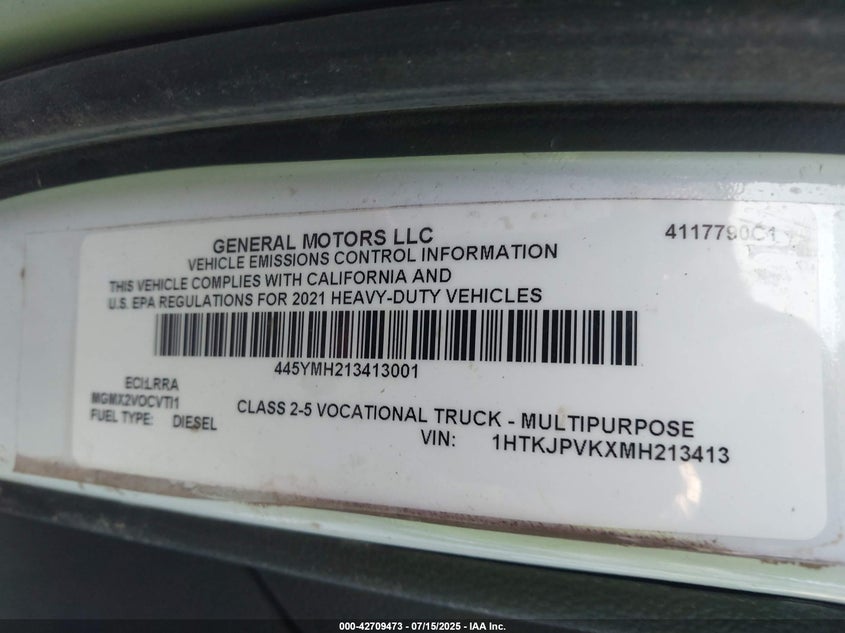 GENERAL MOTORS LLC
4117790C1
VEHICLE EMISSIONS CONTROL INFORMATION
THIS VEHICLE COMPLIES WITH CALIFORNIA AND
U.S. EPA REGULATIONS FOR 2021 HEAVY-DUTY VEHICLES
445YMH213413001
ECI:LRRA
MGMX2VOCVTI1
FUEL TYPE: DIESEL
CLASS 2-5 VOCATIONAL TRUCK - MULTIPURPOSE
VIN: 1HTKJPVKXMH213413
000-42709473 - 07/15/2025 - IAA Inc.